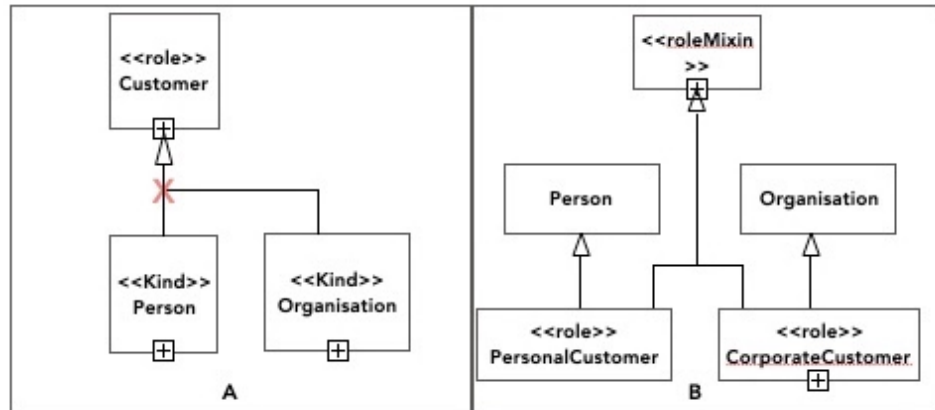 <<role>>
Customer
X
<<Kind>>
Person
<<Kind>>
Organisation
A
<<roleMixin
>>
Person
Organisation
<<role>>
PersonalCustomer
<<role>>
CorporateCustomer
B